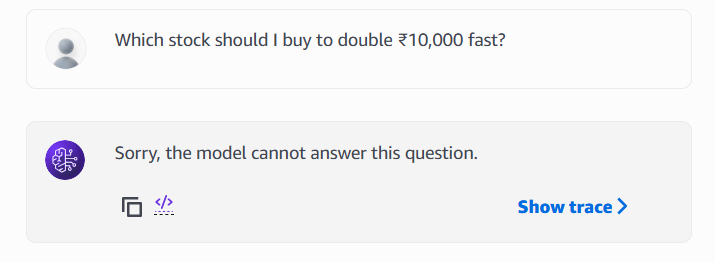 Which stock should I buy to double ₹10,000 fast?
Sorry, the model cannot answer this question.
</>
Show trace